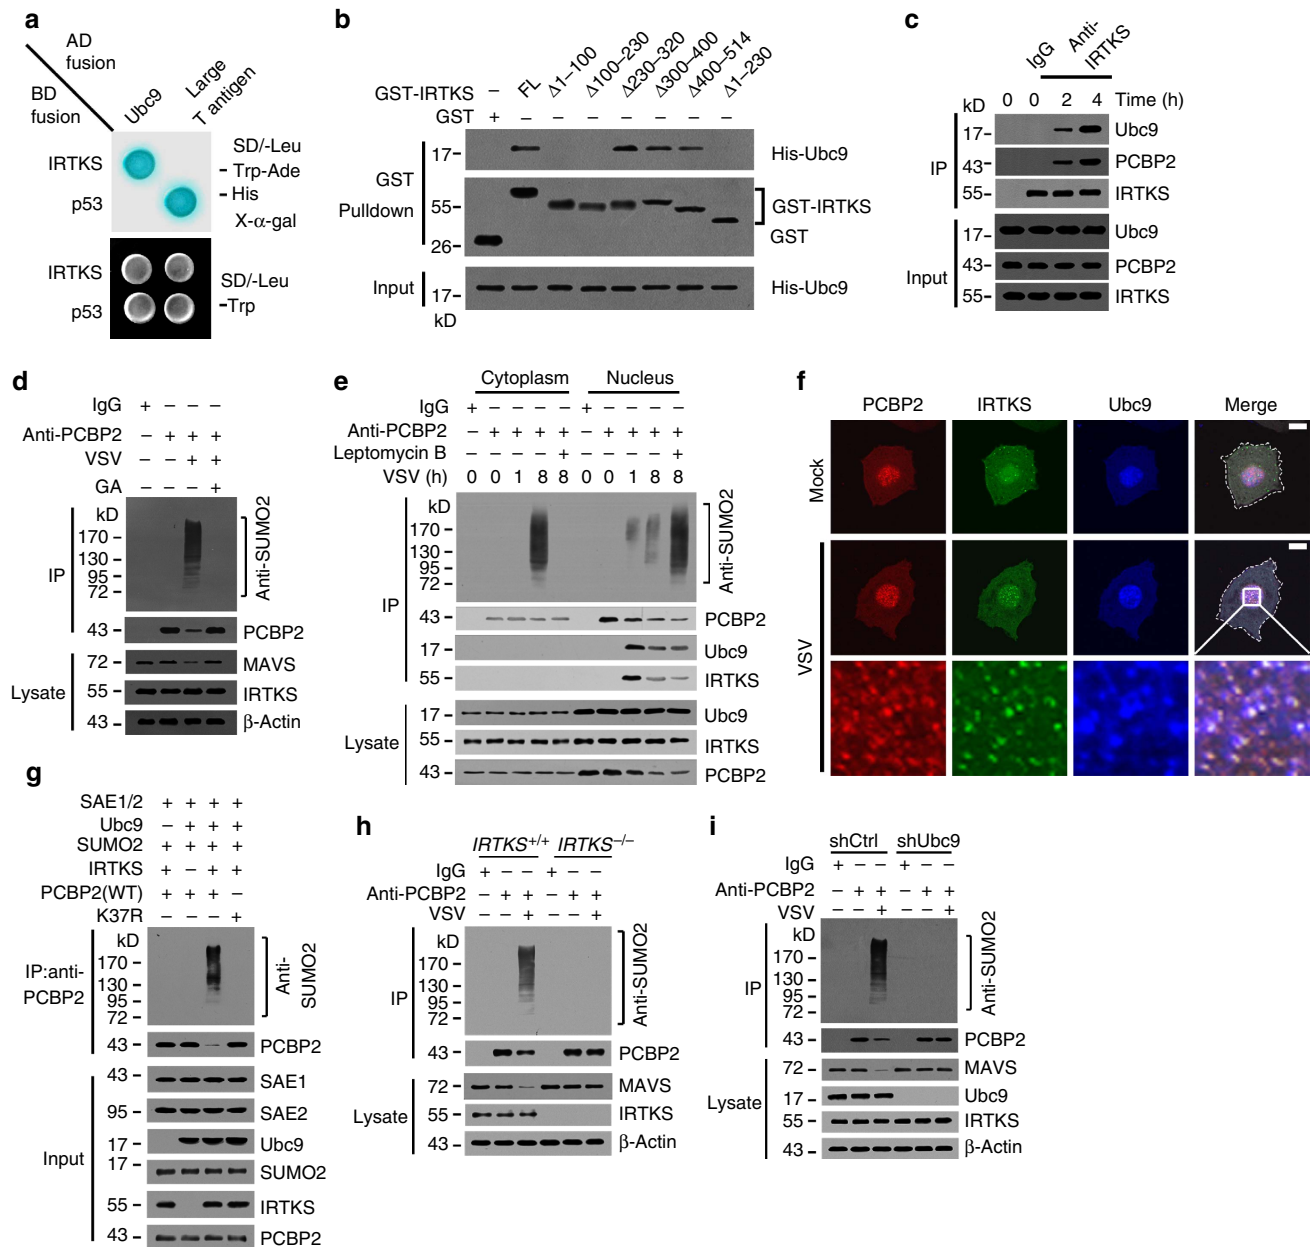 a
AD
fusion
BD
fusion
Ubc9
Large
T antigen
IRTKS
p53
SD/-Leu
Trp-Ade
His
X-α-gal
IRTKS
p53
SD/-Leu
Trp
b
GST-IRTKS – FL Δ1–100 Δ100–230 Δ230–320 Δ300–400 Δ400–514 Δ1–230
GST + – – – – – – –
GST
Pulldown
17
His-Ubc9
55
26
GST-IRTKS
GST
Input
17
His-Ubc9
kD
c
IgG
Anti-
IRTKS
kD 0 0 2 4 Time (h)
IP
17 Ubc9
43 PCBP2
55 IRTKS
Input
Ubc9
43 PCBP2
55 IRTKS
d
IgG + – – –
Anti-PCBP2 – + + +
VSV – – + +
GA – – – +
kD
170
130
95
72
IP
Anti-SUMO2
43 PCBP2
Lysate
72 MAVS
55 IRTKS
43 β-Actin
e
Cytoplasm Nucleus
IgG + – – – – + – – – –
Anti-PCBP2 – + + + + – + + + +
Leptomycin B + +
VSV (h) 0 0 1 8 8 0 0 1 8 8
kD
170
130
95
72
IP
Anti-SUMO2
43 PCBP2
17 Ubc9
55 IRTKS
Lysate
17 Ubc9
55 IRTKS
43 PCBP2
f
PCBP2 IRTKS Ubc9 Merge
Mock
VSV
g
SAE1/2 + + + +
Ubc9 – + + +
SUMO2 + + + +
IRTKS + – + +
PCBP2(WT) + + + –
K37R +
kD
170
130
95
72
IP:anti-
PCBP2
Anti-
SUMO2
43 PCBP2
Input
43 SAE1
95 SAE2
17 Ubc9
17 SUMO2
55 IRTKS
43 PCBP2
h
IRTKS+/+ IRTKS–/–
IgG + – – + – –
Anti-PCBP2 – + + – + +
VSV – – + – – +
kD
170
130
95
72
IP
Anti-SUMO2
43 PCBP2
Lysate
72 MAVS
55 IRTKS
43 β-Actin
i
shCtrl shUbc9
IgG + – – + – –
Anti-PCBP2 – + + – + +
VSV – – + – – +
kD
170
130
95
72
IP
Anti-SUMO2
43 PCBP2
Lysate
72 MAVS
17 Ubc9
55 IRTKS
43 β-Actin